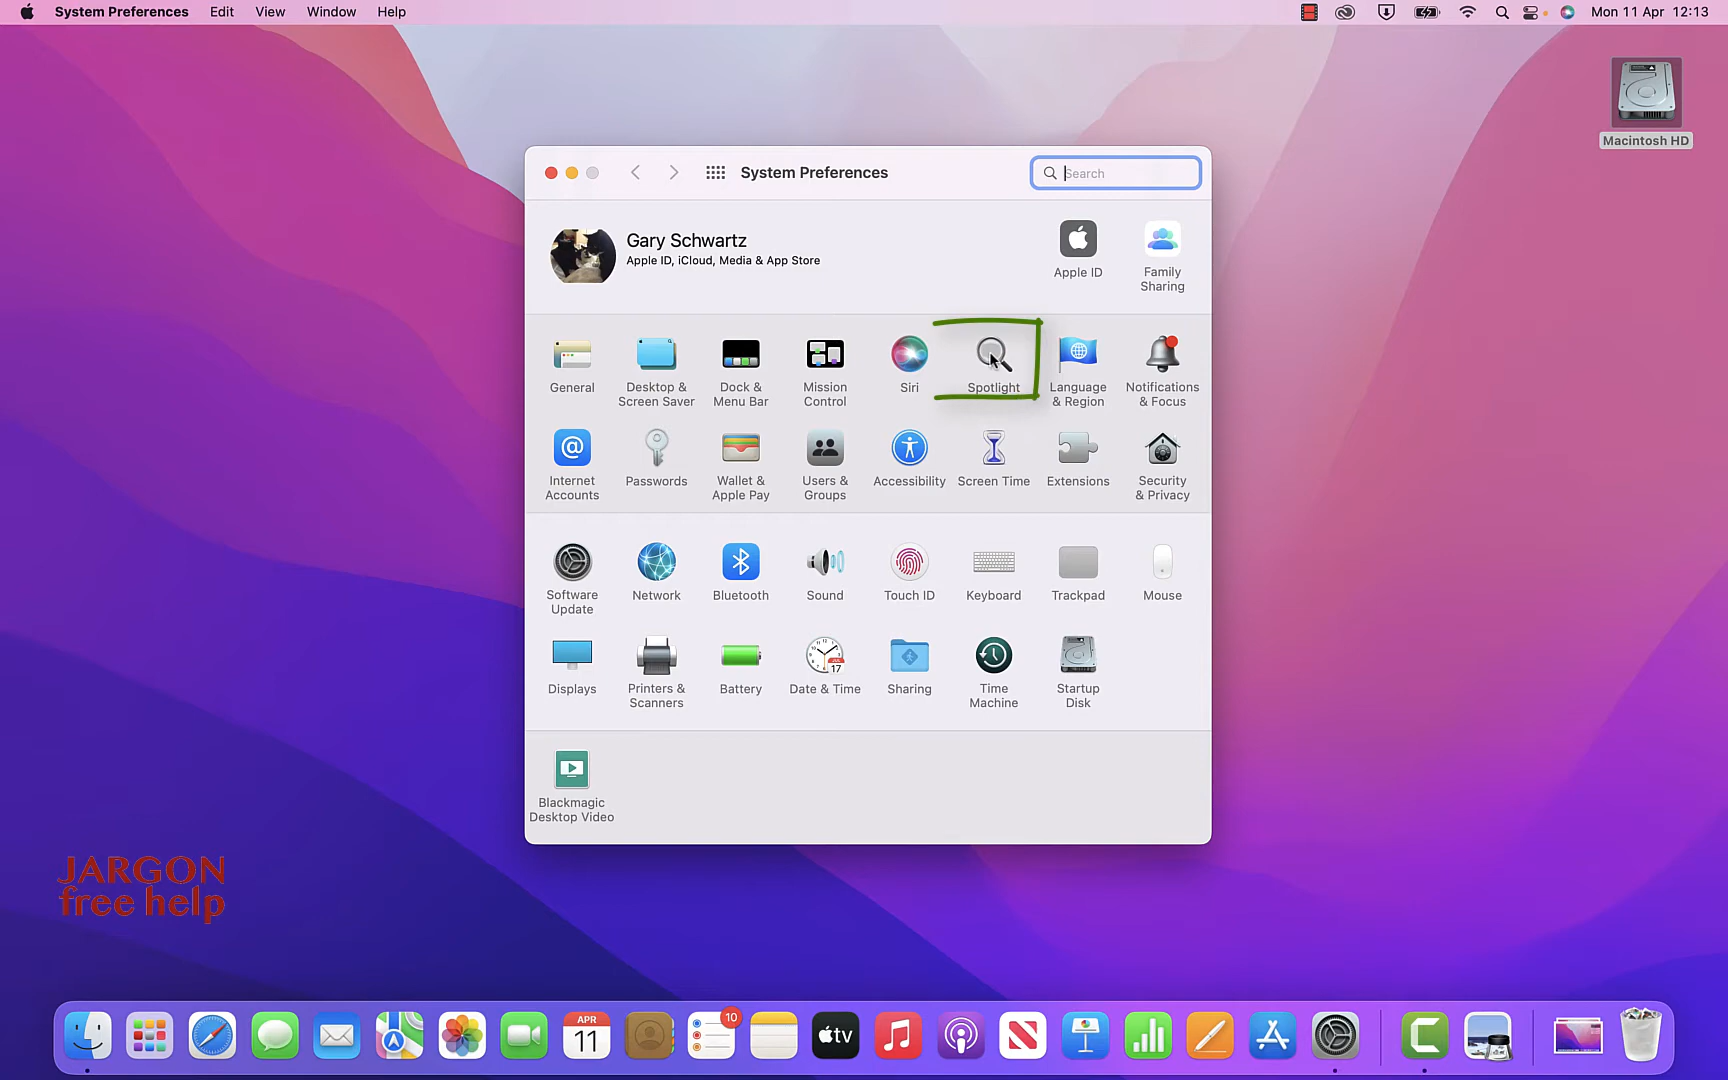 System Preferences Edit View Window Help Mon 11 Apr 12:13
Macintosh HD
System Preferences Search
Gary Schwartz
Apple ID, iCloud, Media & App Store
Apple ID
Family
Sharing
General
Desktop &
Screen Saver
Dock &
Menu Bar
Mission
Control
Siri
Spotlight
Language
& Region
Notifications
& Focus
Internet
Accounts
Passwords
Wallet &
Apple Pay
Users &
Groups
Accessibility
Screen Time
Extensions
Security
& Privacy
Software
Update
Network
Bluetooth
Sound
Touch ID
Keyboard
Trackpad
Mouse
Displays
Printers &
Scanners
Battery
JUL
17
Date & Time
Sharing
Time
Machine
Startup
Disk
Blackmagic
Desktop Video
JARGON
free help
APR
11
10
tv